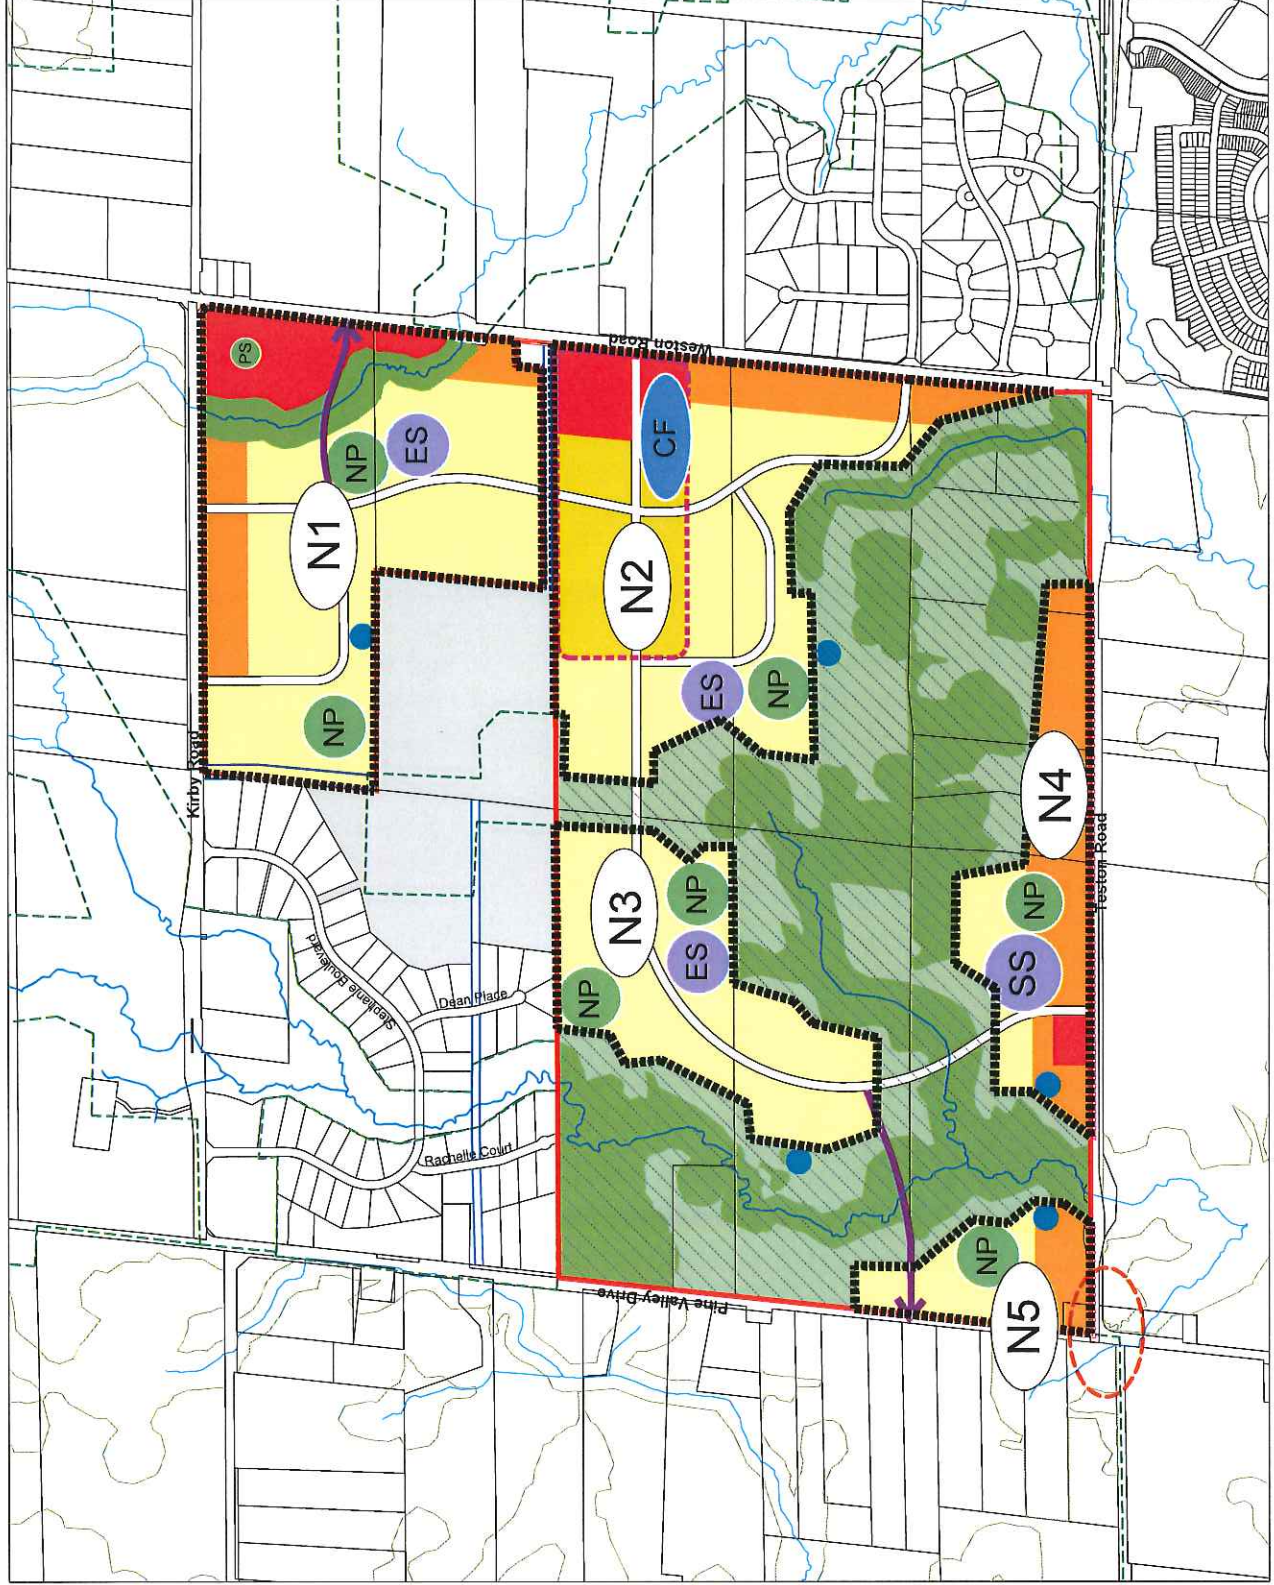 Kirby Road
Weston Road
PS
NP
ES
N1
NP
CF
N2
ES
NP
Stephanie Boulevard
Dean Place
Rachelle Court
N3
NP
ES
NP
N4
NP
SS
Teston Road
Pine Valley Drive
NP
N5